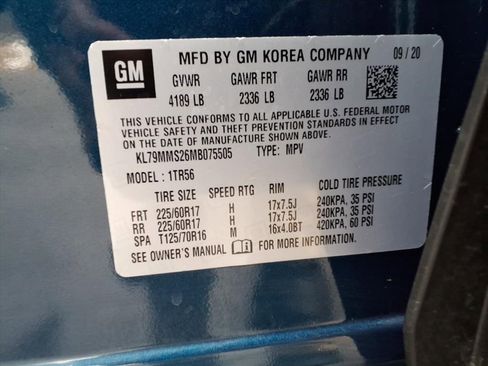 GM
MFD BY GM KOREA COMPANY 09/20
GVWR GAWR FRT GAWR RR
4189 LB 2336 LB 2336 LB
THIS VEHICLE CONFORMS TO ALL APPLICABLE U.S. FEDERAL MOTOR
VEHICLE SAFETY AND THEFT PREVENTION STANDARDS IN EFFECT ON
THE DATE OF MANUFACTURE SHOWN ABOVE.
KL79MMS26MB075505 TYPE: MPV
MODEL: 1TR56
TIRE SIZE SPEED RTG RIM COLD TIRE PRESSURE
FRT 225/60R17 H 17x7.5J 240KPA, 35 PSI
RR 225/60R17 H 17x7.5J 240KPA, 35 PSI
SPA T125/70R16 M 16x4.0BT 420KPA, 60 PSI
SEE OWNER'S MANUAL FOR MORE INFORMATION.